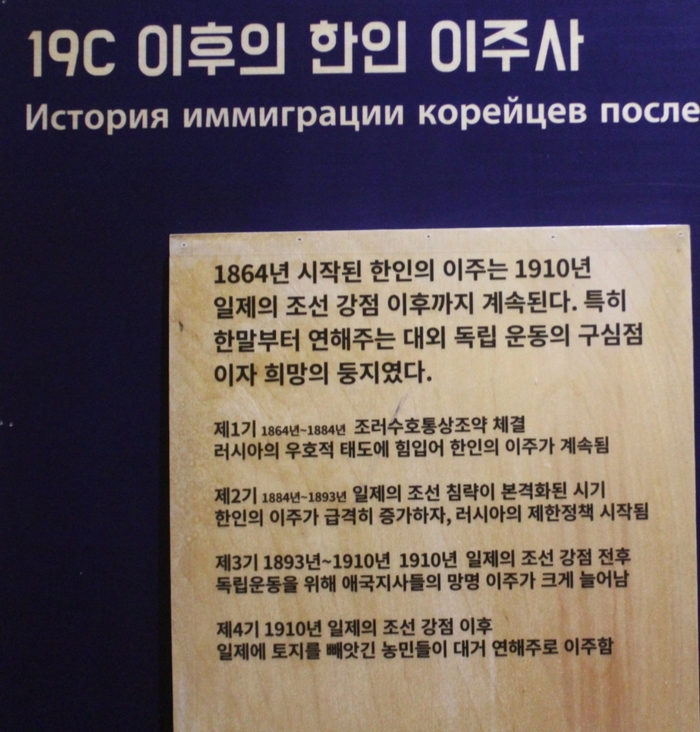 19C 이후의 한인 이주사
История иммиграции корейцев после
1864년 시작된 한인의 이주는 1910년
일제의 조선 강점 이후까지 계속된다. 특히
한말부터 연해주는 대외 독립 운동의 구심점
이자 희망의 둥지였다.
제1기 1864년~1884년 조러수호통상조약 체결
러시아의 우호적 태도에 힘입어 한인의 이주가 계속됨
제2기 1884년~1893년 일제의 조선 침략이 본격화된 시기
한인의 이주가 급격히 증가하자, 러시아의 제한정책 시작됨
제3기 1893년~1910년 1910년 일제의 조선 강점 전후
독립운동을 위해 애국지사들의 망명 이주가 크게 늘어남
제4기 1910년 일제의 조선 강점 이후
일제에 토지를 빼앗긴 농민들이 대거 연해주로 이주함